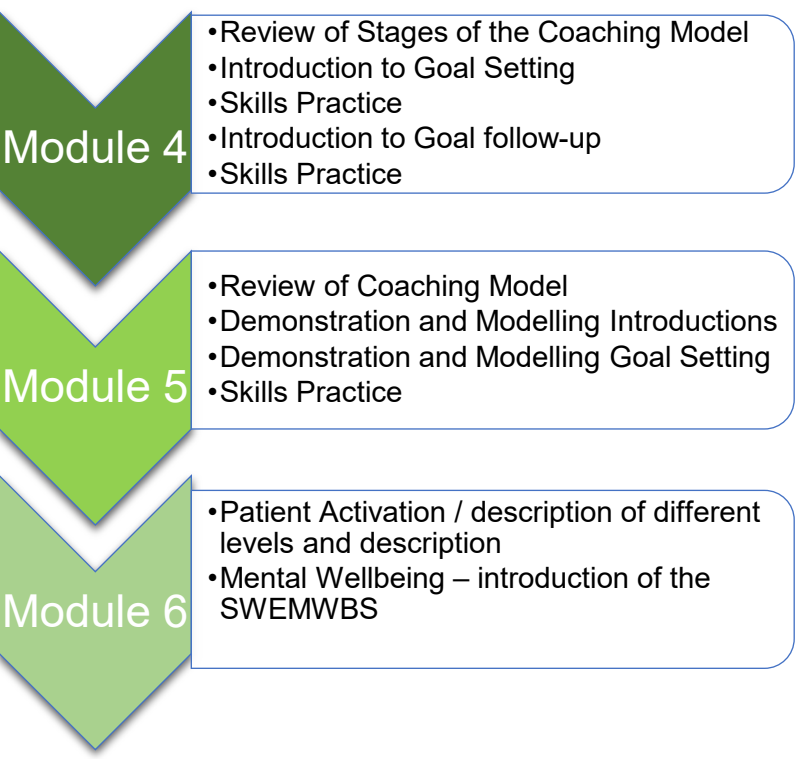 Module 4
•Review of Stages of the Coaching Model
•Introduction to Goal Setting
•Skills Practice
•Introduction to Goal follow-up
•Skills Practice
Module 5
•Review of Coaching Model
•Demonstration and Modelling Introductions
•Demonstration and Modelling Goal Setting
•Skills Practice
Module 6
•Patient Activation / description of different
levels and description
•Mental Wellbeing – introduction of the
SWEMWBS